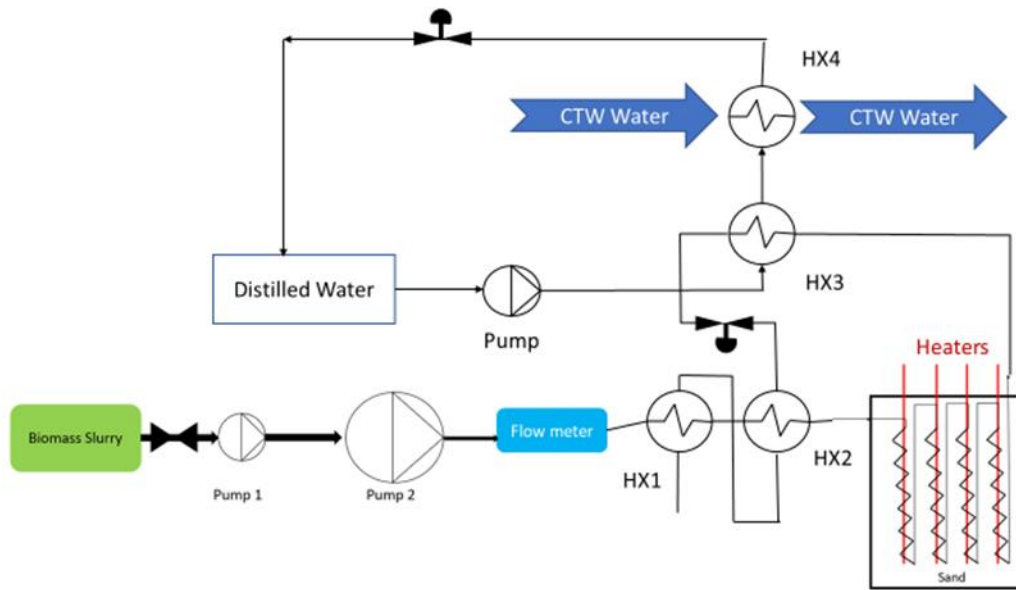 HX4
CTW Water
CTW Water
HX3
Distilled Water
Pump
Heaters
Biomass Slurry
Flow meter
HX1
HX2
Pump 1
Pump 2
Sand